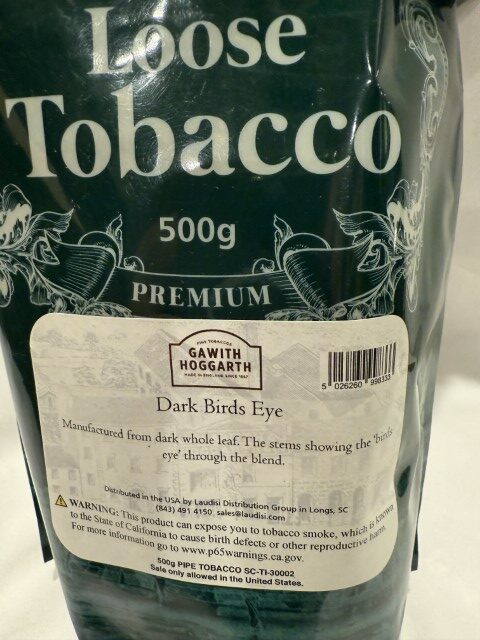 Loose
Tobacco
500g
PREMIUM
FINE TOBACCOS
GAWITH
HOGGARTH
MADE IN ENGLAND SINCE 1887
5 026260 998333
Dark Birds Eye
Manufactured from dark whole leaf. The stems showing the 'birds
eye' through the blend.
Distributed in the USA by Laudisi Distribution Group in Longs, SC
(843) 491 4150 sales@laudisi.com
WARNING: This product can expose you to tobacco smoke, which is known
to the State of California to cause birth defects or other reproductive harm.
For more information go to www.p65warnings.ca.gov.
500g PIPE TOBACCO SC-TI-30002
Sale only allowed in the United States.